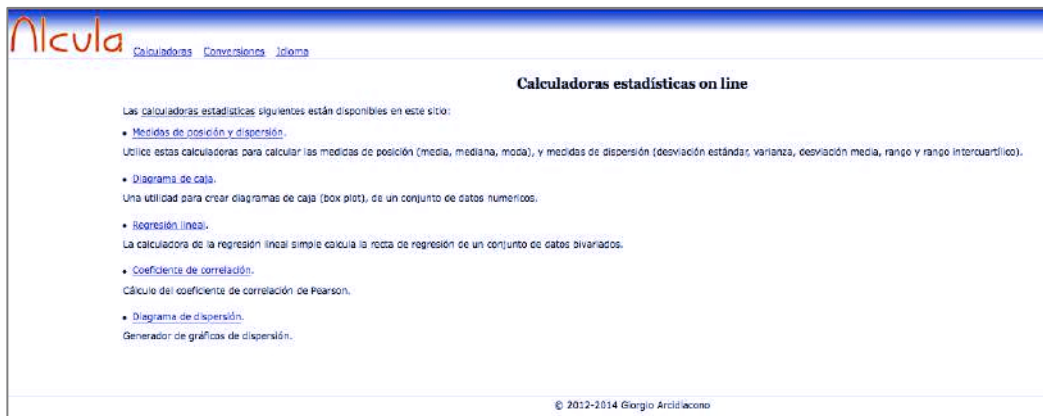 Alcula
Calculadoras Conversiones Idioma
Calculadoras estadísticas on line
Las calculadoras estadísticas siguientes están disponibles en este sitio:
• Medidas de posición y dispersión.
Utilice estas calculadoras para calcular las medidas de posición (media, mediana, moda), y medidas de dispersión (desviación estándar, varianza, desviación media, rango y rango intercuartílico).
• Diagrama de caja.
Una utilidad para crear diagramas de caja (box plot), de un conjunto de datos numericos.
• Regresión lineal.
La calculadora de la regresión lineal simple calcula la recta de regresión de un conjunto de datos bivariados.
• Coeficiente de correlación.
Cálculo del coeficiente de correlación de Pearson.
• Diagrama de dispersión.
Generador de gráficos de dispersión.
© 2012-2014 Giorgio Arcidiacono